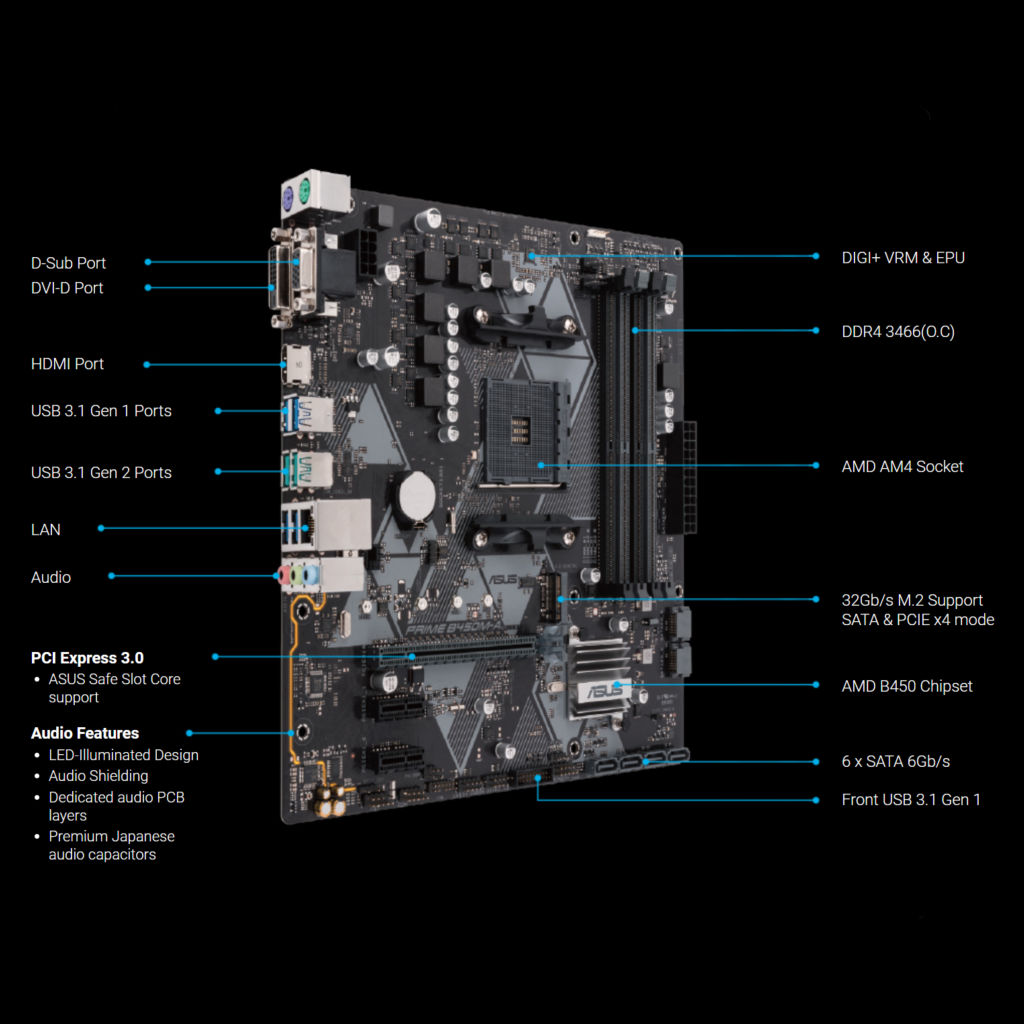 D-Sub Port
DVI-D Port
HDMI Port
USB 3.1 Gen 1 Ports
USB 3.1 Gen 2 Ports
LAN
Audio
PCI Express 3.0
• ASUS Safe Slot Core
support
Audio Features
• LED-Illuminated Design
• Audio Shielding
• Dedicated audio PCB
layers
• Premium Japanese
audio capacitors
DIGI+ VRM & EPU
DDR4 3466(O.C)
AMD AM4 Socket
32Gb/s M.2 Support
SATA & PCIE x4 mode
AMD B450 Chipset
6 x SATA 6Gb/s
Front USB 3.1 Gen 1
ASUS
PRIME B450M-A
ASUS